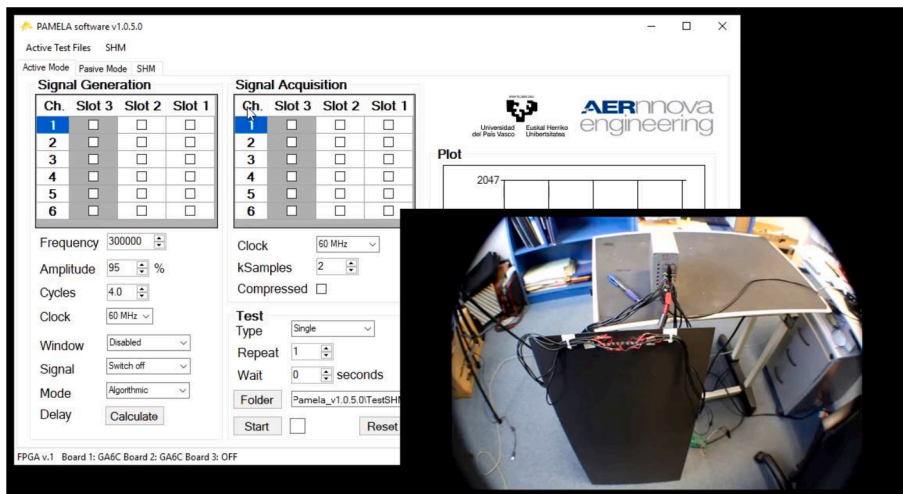 PAMELA software v1.0.5.0
Active Test Files SHM
Active Mode Pasive Mode SHM
Signal Generation
Ch. Slot 3 Slot 2 Slot 1
1
2
3
4
5
6
Frequency 300000
Amplitude 95 %
Cycles 4.0
Clock 60 MHz
Window Disabled
Signal Switch off
Mode Algorithmic
Delay Calculate
Signal Acquisition
Ch. Slot 3 Slot 2 Slot 1
1
2
3
4
5
6
Clock 60 MHz
kSamples 2
Compressed
Test
Type Single
Repeat 1
Wait 0 seconds
Folder Pamela_v1.0.5.0\TestSHM
Start Reset
Universidad Euskal Herriko
del País Vasco Unibertsitatea
AERnnova
engineering
Plot
2047
FPGA v.1 Board 1: GA6C Board 2: GA6C Board 3: OFF